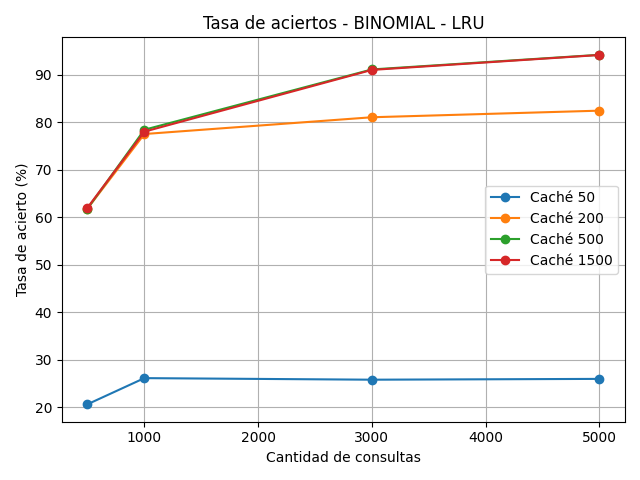 Tasa de aciertos - BINOMIAL - LRU
Tasa de acierto (%)
90
80
70
60
50
40
30
20
Caché 50
Caché 200
Caché 500
Caché 1500
1000 2000 3000 4000 5000
Cantidad de consultas